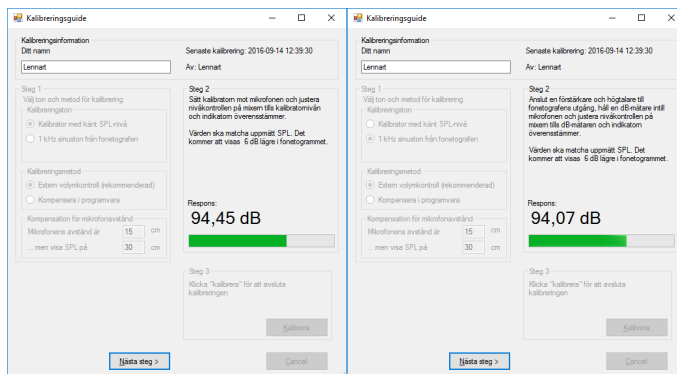 Kalibreringsguide
Kalibreringsinformation
Ditt namn
Lennart
Senaste kalibrering: 2016-09-14 12:39:30
Av: Lennart
Steg 1
Välj ton och metod för kalibrering
Kalibreringston
Kalibrator med känt SPL-nivå
1 kHz sinuston från fonetografen
Kalibreringsmetod
Extern volymkontroll (rekommenderad)
Kompensera i programvara
Kompensation för mikrofonavstånd
Mikrofonens avstånd är 15 cm
... men visa SPL på 30 cm
Steg 2
Sätt kalibratorn mot mikrofonen och justera
nivåkontrollen på mixern tills kalibratornivån
och indikatorn överensstämmer.
Värden ska matcha uppmätt SPL. Det
kommer att visas 6 dB lägre i fonetogrammet.
Respons:
94,45 dB
Steg 3
Klicka "kalibrera" för att avsluta
kalibreringen
Kalibrera
Nästa steg >
Cancel
Kalibreringsguide
Kalibreringsinformation
Ditt namn
Lennart
Senaste kalibrering: 2016-09-14 12:39:30
Av: Lennart
Steg 1
Välj ton och metod för kalibrering
Kalibreringston
Kalibrator med känt SPL-nivå
1 kHz sinuston från fonetografen
Kalibreringsmetod
Extern volymkontroll (rekommenderad)
Kompensera i programvara
Kompensation för mikrofonavstånd
Mikrofonens avstånd är 15 cm
... men visa SPL på 30 cm
Steg 2
Anslut en förstärkare och högtalare till
fonetografens utgång, håll en dB-mätare intill
mikrofonen och justera nivåkontrollen på
mixern tills dB-mätaren och indikatorn
överensstämmer.
Värden ska matcha uppmätt SPL. Det
kommer att visas 6 dB lägre i fonetogrammet.
Respons:
94,07 dB
Steg 3
Klicka "kalibrera" för att avsluta
kalibreringen
Kalibrera
Nästa steg >
Cancel